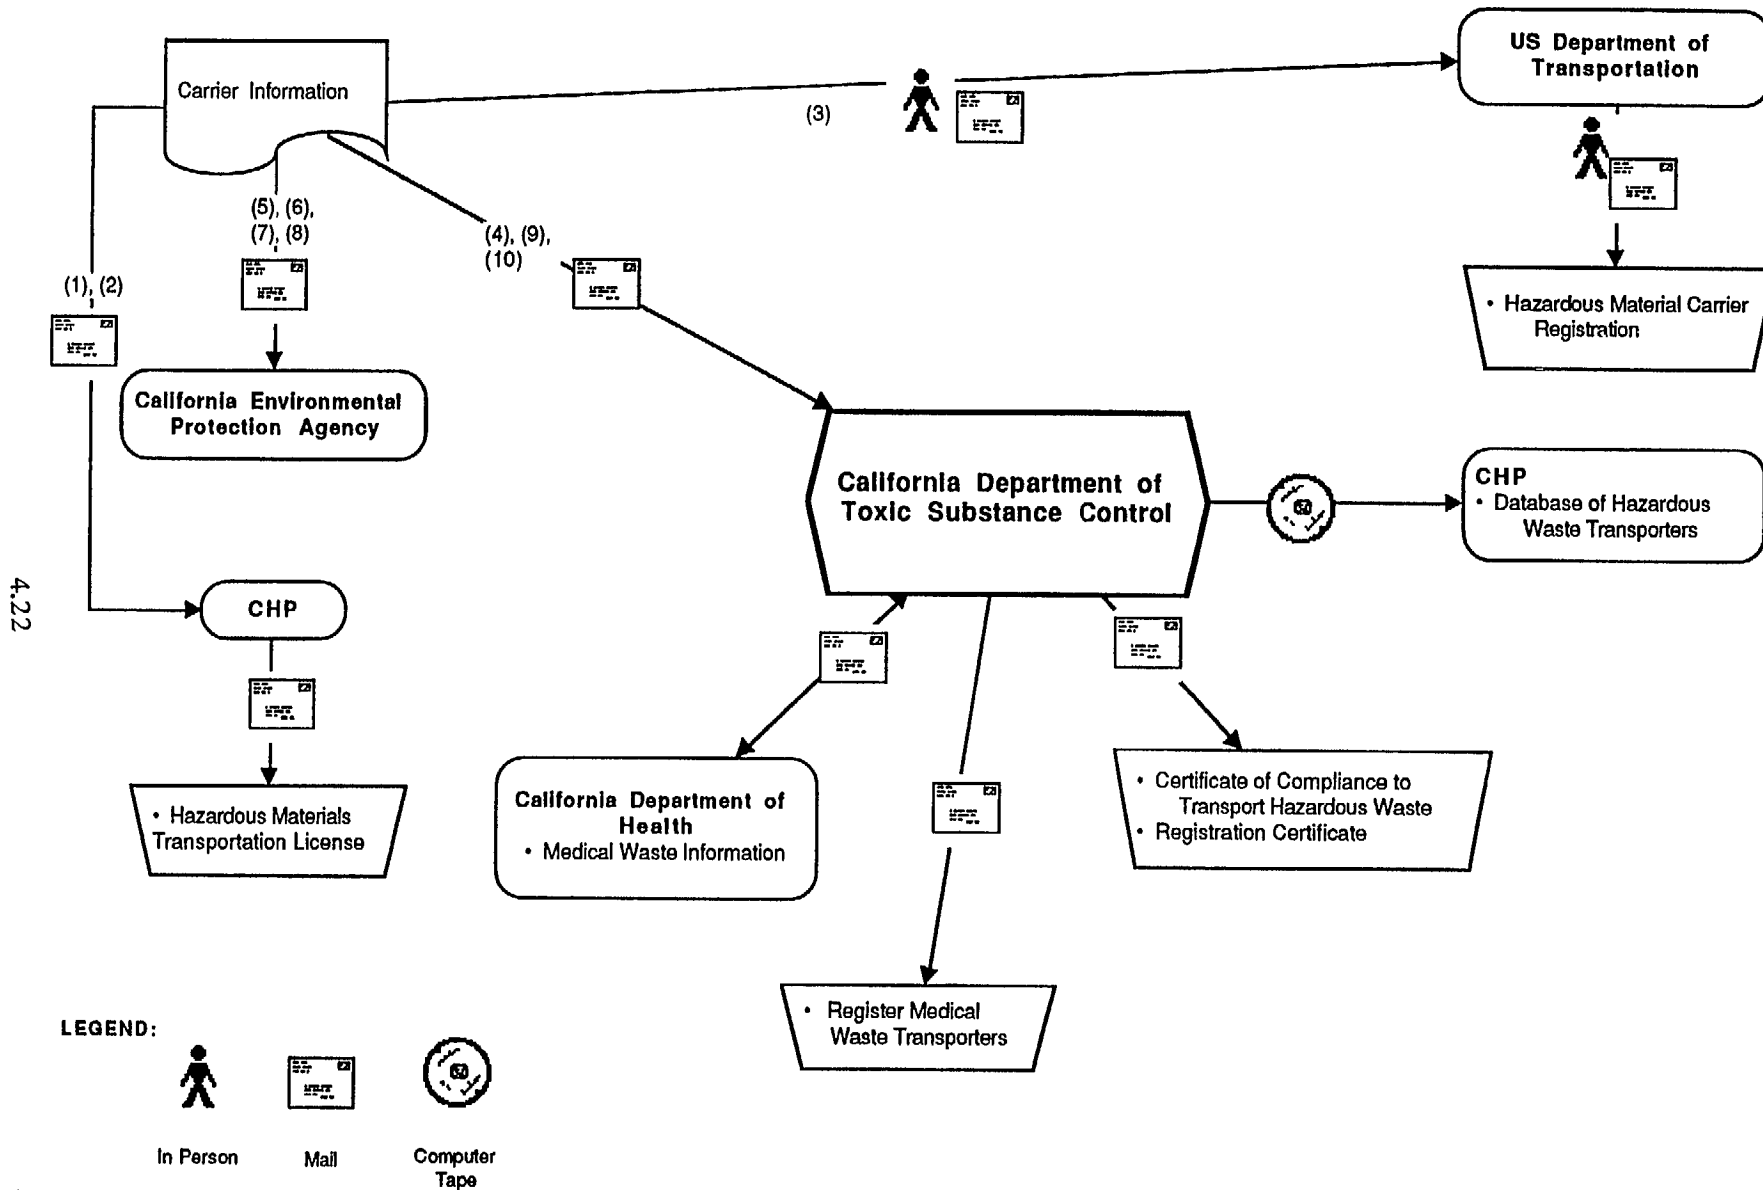 Carrier Information
(3)
US Department of
Transportation
(5), (6),
(7), (8)
(4), (9),
(10)
(1), (2)
• Hazardous Material Carrier
Registration
California Environmental
Protection Agency
California Department of
Toxic Substance Control
CHP
• Database of Hazardous
Waste Transporters
4.22
CHP
• Hazardous Materials
Transportation License
California Department of
Health
• Medical Waste Information
• Certificate of Compliance to
Transport Hazardous Waste
• Registration Certificate
• Register Medical
Waste Transporters
LEGEND:
In Person
Mail
Computer
Tape